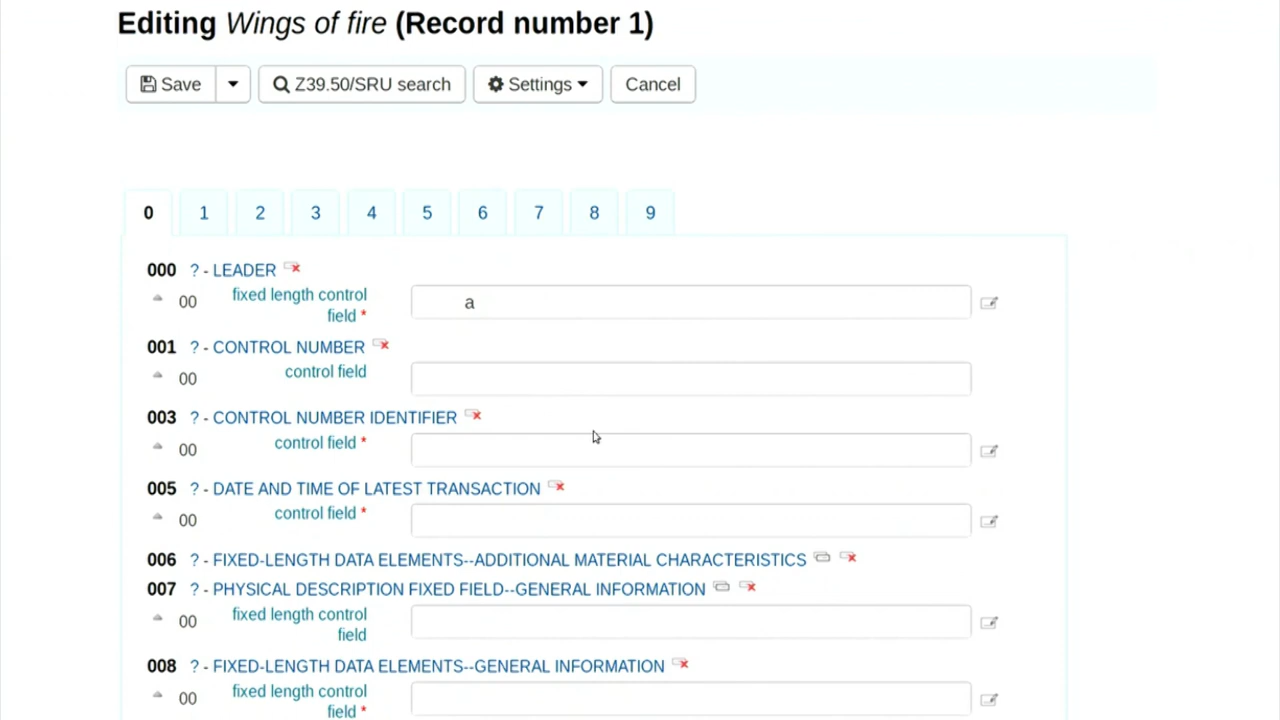 Editing Wings of fire (Record number 1)
Save Z39.50/SRU search Settings Cancel
0 1 2 3 4 5 6 7 8 9
000 ? - LEADER
00 fixed length control field * a
001 ? - CONTROL NUMBER
00 control field
003 ? - CONTROL NUMBER IDENTIFIER
00 control field *
005 ? - DATE AND TIME OF LATEST TRANSACTION
00 control field *
006 ? - FIXED-LENGTH DATA ELEMENTS--ADDITIONAL MATERIAL CHARACTERISTICS
007 ? - PHYSICAL DESCRIPTION FIXED FIELD--GENERAL INFORMATION
00 fixed length control field
008 ? - FIXED-LENGTH DATA ELEMENTS--GENERAL INFORMATION
00 fixed length control field *